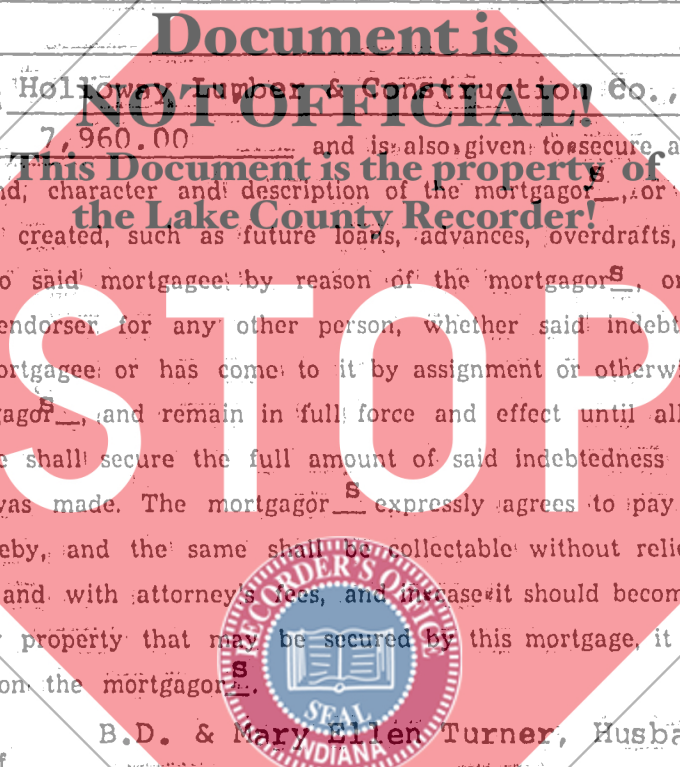 Document is
Holloway Lumber & Construction Co.,
NOT OFFICIAL!
7,960.00 and is also given to secure a
This Document is the property of
nd, character and description of the mortgagor s, or
the Lake County Recorder!
created, such as future loans, advances, overdrafts,
o said mortgagee by reason of the mortgagor s, or
endorser for any other person, whether said indebt
ortgagee or has come to it by assignment or otherwi
gagor s, and remain in full force and effect until all
e shall secure the full amount of said indebtedness
was made. The mortgagor s expressly agrees to pay
eby, and the same shall be collectable without relie
and with attorney's fees, and in case it should becom
property that may be secured by this mortgage, it
on the mortgagor s.
B.D. & Mary Ellen Turner, Husba
f
STOP
RECORDER'S OFFICE
SEAL
INDIANA